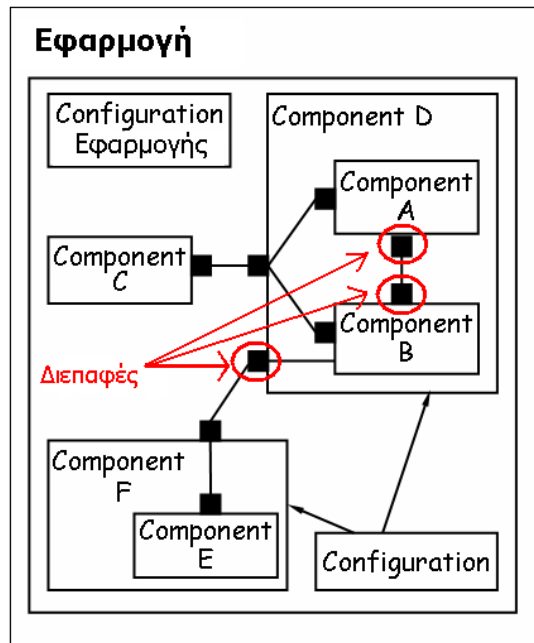 Εφαρμογή
Configuration
Εφαρμογής
Component D
Component
A
Component
C
Component
B
Διεπαφές
Component
F
Component
E
Configuration